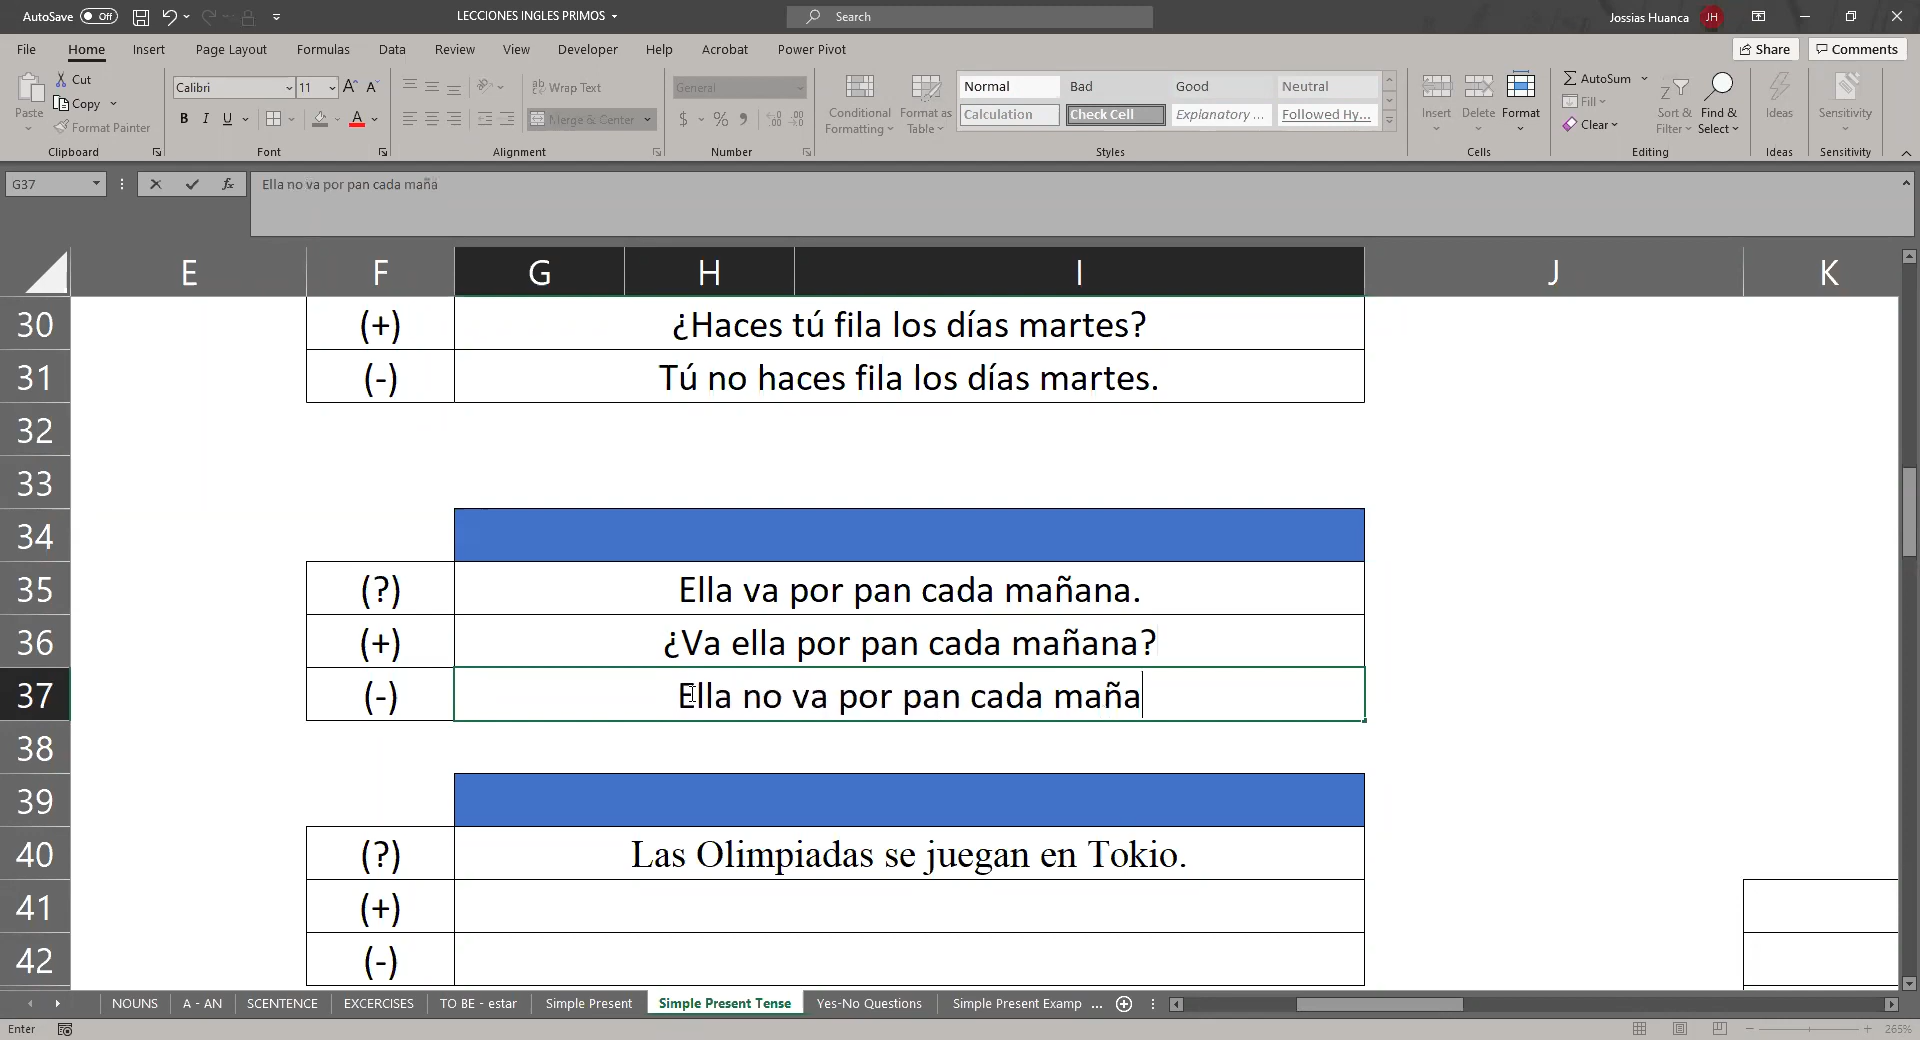 AutoSave Off LECCIONES INGLES PRIMOS Search Jossias Huanca JH
File Home Insert Page Layout Formulas Data Review View Developer Help Acrobat Power Pivot Share Comments
Paste Cut Copy Format Painter Clipboard
Calibri 11 A A B I U A Font
Wrap Text Merge & Center Alignment
General $ % Number
Conditional Formatting Format as Table Normal Bad Good Neutral Calculation Check Cell Explanatory ... Followed Hy... Styles
Insert Delete Format Cells
AutoSum Fill Clear Sort & Filter Find & Select Editing
Ideas Ideas
Sensitivity Sensitivity
G37 fx Ella no va por pan cada maña
E F G H I J K
30 (+) ¿Haces tú fila los días martes?
31 (-) Tú no haces fila los días martes.
32
33
34
35 (?) Ella va por pan cada mañana.
36 (+) ¿Va ella por pan cada mañana?
37 (-) Ella no va por pan cada maña
38
39
40 (?) Las Olimpiadas se juegan en Tokio.
41 (+)
42 (-)
NOUNS A - AN SCENTENCE EXCERCISES TO BE - estar Simple Present Simple Present Tense Yes-No Questions Simple Present Examp ...
Enter 265%